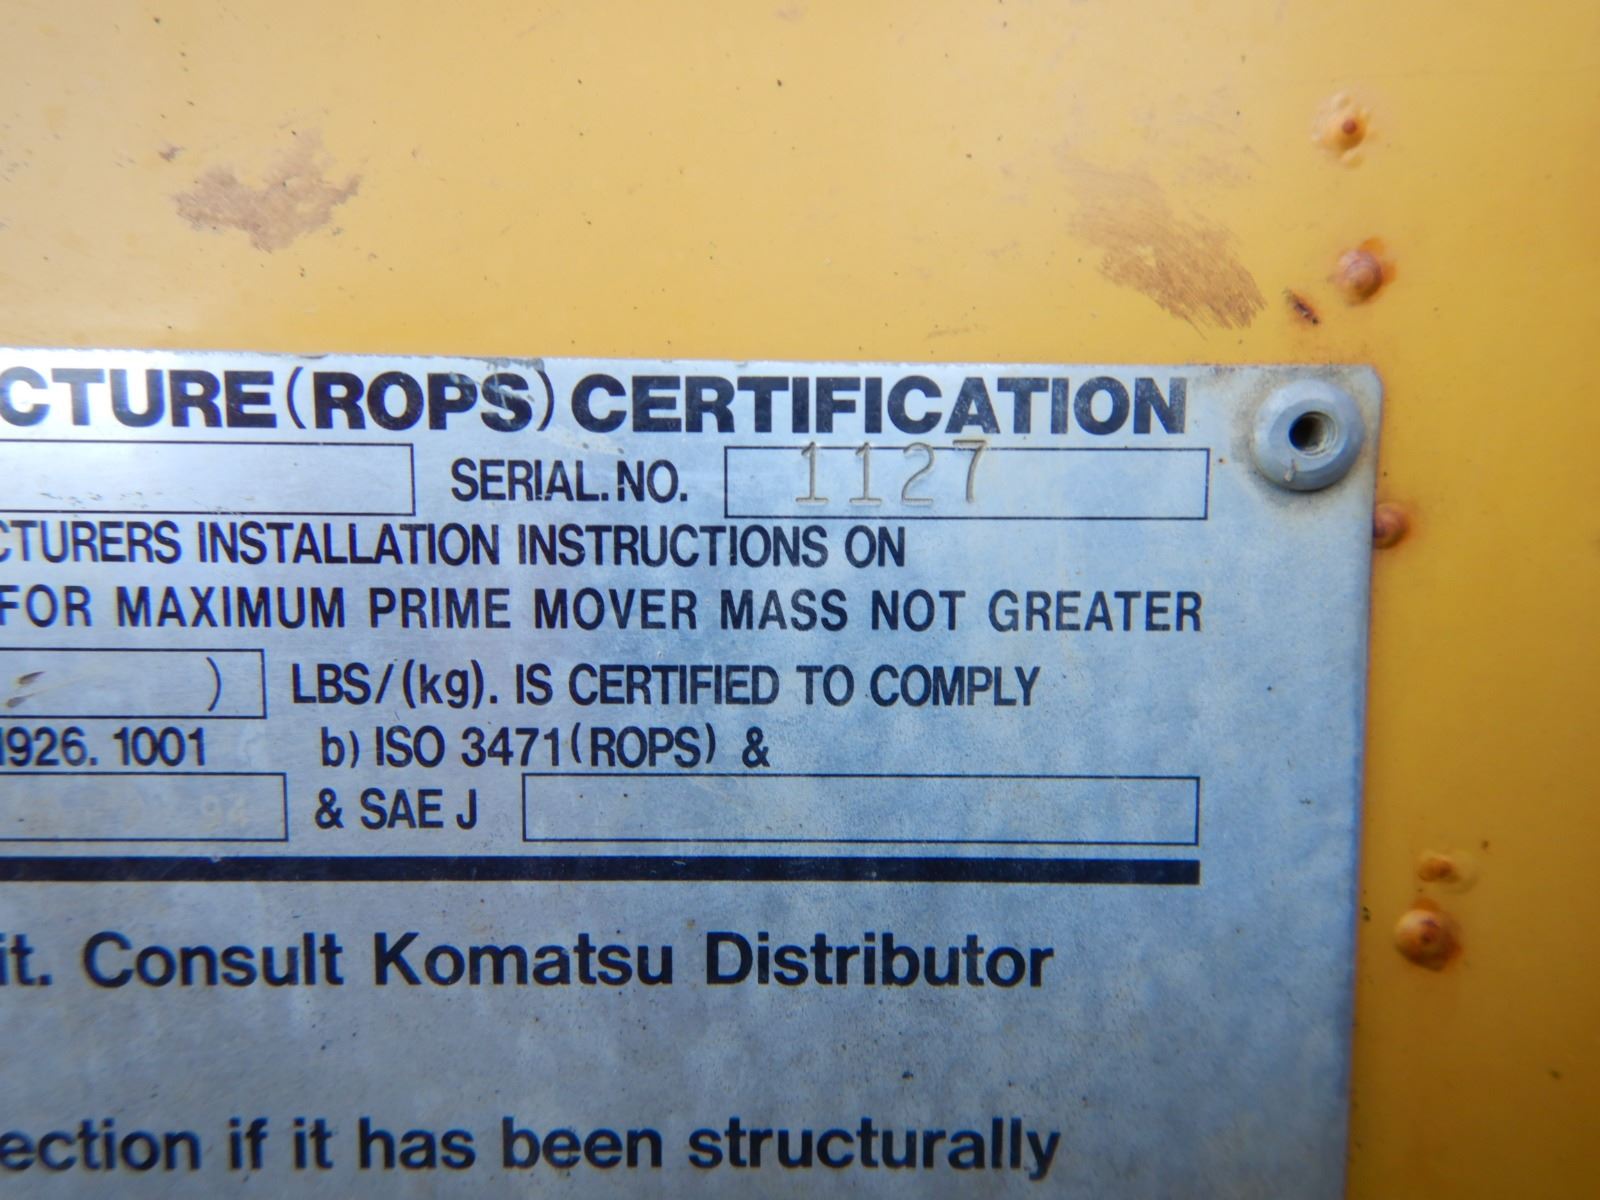 CTURE (ROPS) CERTIFICATION
SERIAL. NO. 1127
CTURERS INSTALLATION INSTRUCTIONS ON
FOR MAXIMUM PRIME MOVER MASS NOT GREATER
) LBS/(kg). IS CERTIFIED TO COMPLY
1926. 1001 b) ISO 3471 (ROPS) &
94 & SAE J
it. Consult Komatsu Distributor
ection if it has been structurally